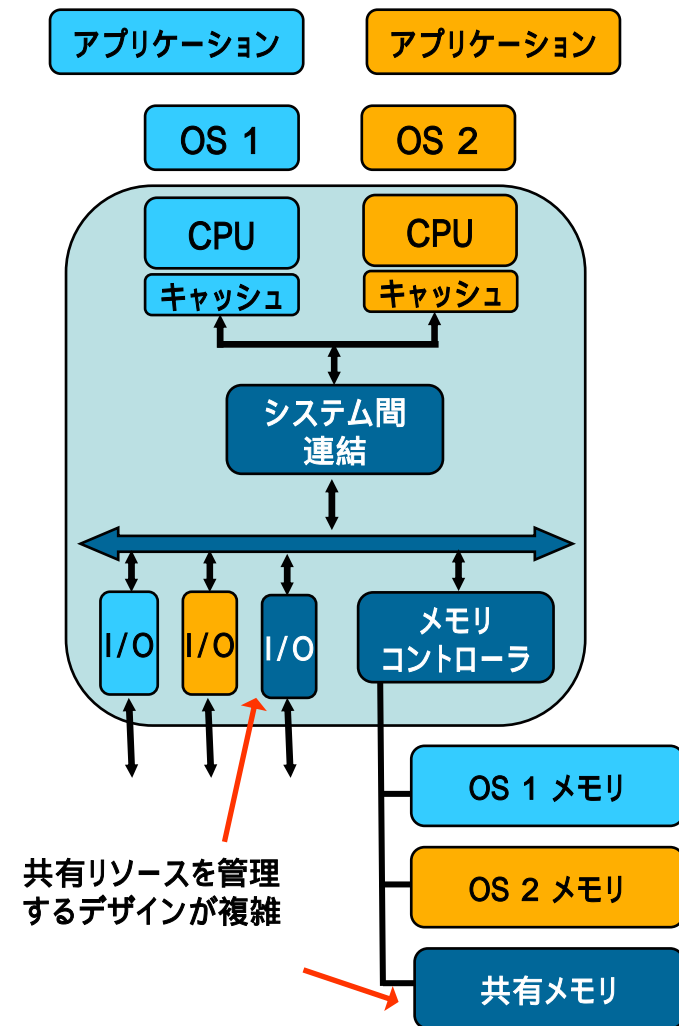 アプリケーション
アプリケーション
OS 1
OS 2
CPU
CPU
キャッシュ
キャッシュ
システム間
連結
I/O
I/O
I/O
メモリ
コントローラ
OS 1 メモリ
OS 2 メモリ
共有メモリ
共有リソースを管理
するデザインが複雑